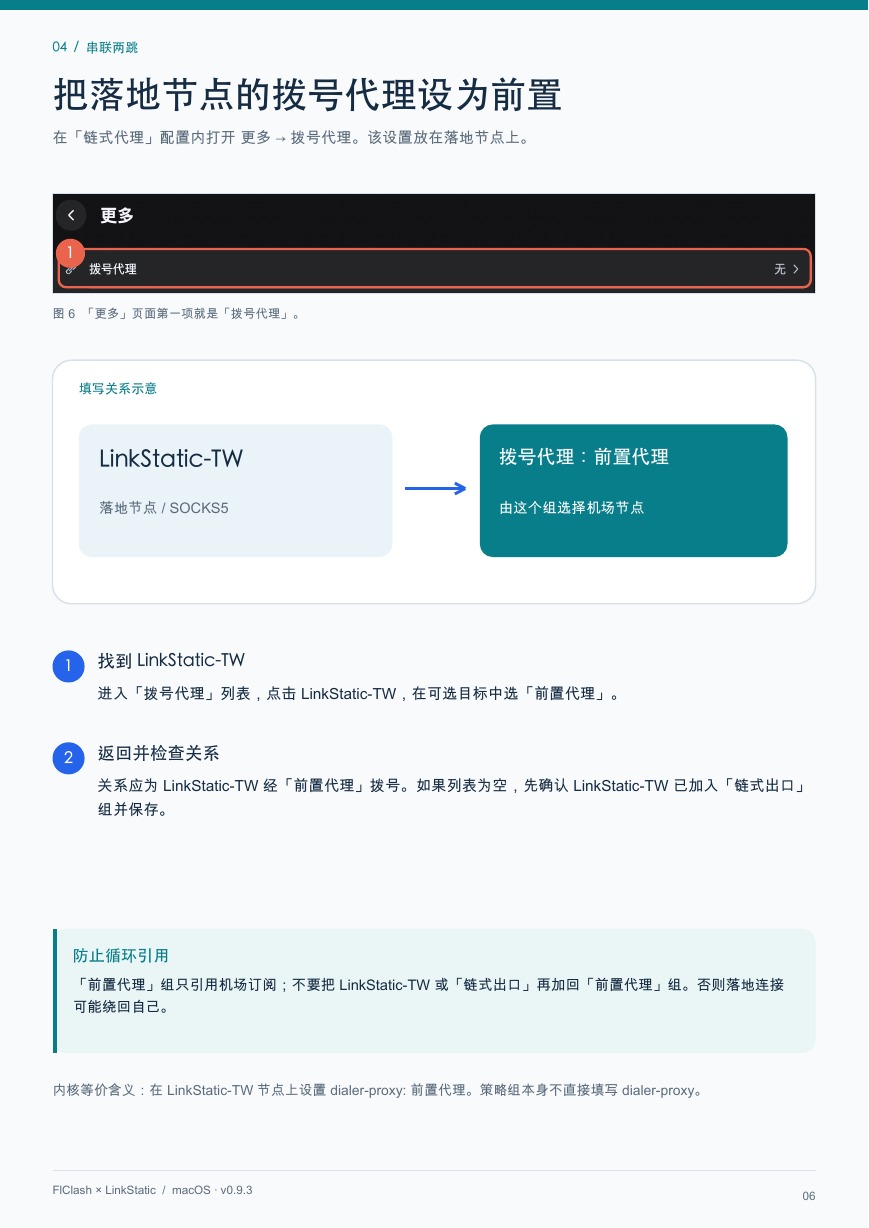 04 / 串联两跳
把落地节点的拨号代理设为前置
在「链式代理」配置内打开 更多 → 拨号代理。该设置放在落地节点上。
更多
1
拨号代理
无
图 6 「更多」页面第一项就是「拨号代理」。
填写关系示意
LinkStatic-TW
落地节点 / SOCKS5
拨号代理：前置代理
由这个组选择机场节点
1
找到 LinkStatic-TW
进入「拨号代理」列表，点击 LinkStatic-TW，在可选目标中选「前置代理」。
2
返回并检查关系
关系应为 LinkStatic-TW 经「前置代理」拨号。如果列表为空，先确认 LinkStatic-TW 已加入「链式出口」
组并保存。
防止循环引用
「前置代理」组只引用机场订阅；不要把 LinkStatic-TW 或「链式出口」再加回「前置代理」组。否则落地连接
可能绕回自己。
内核等价含义：在 LinkStatic-TW 节点上设置 dialer-proxy: 前置代理。策略组本身不直接填写 dialer-proxy。
FlClash × LinkStatic / macOS · v0.9.3
06